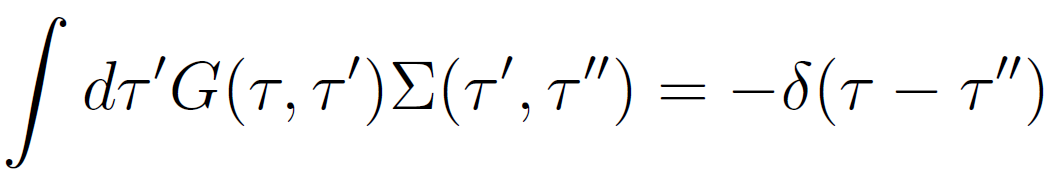 ∫ dτ′G(τ, τ′)Σ(τ′, τ″) = −δ(τ − τ″)